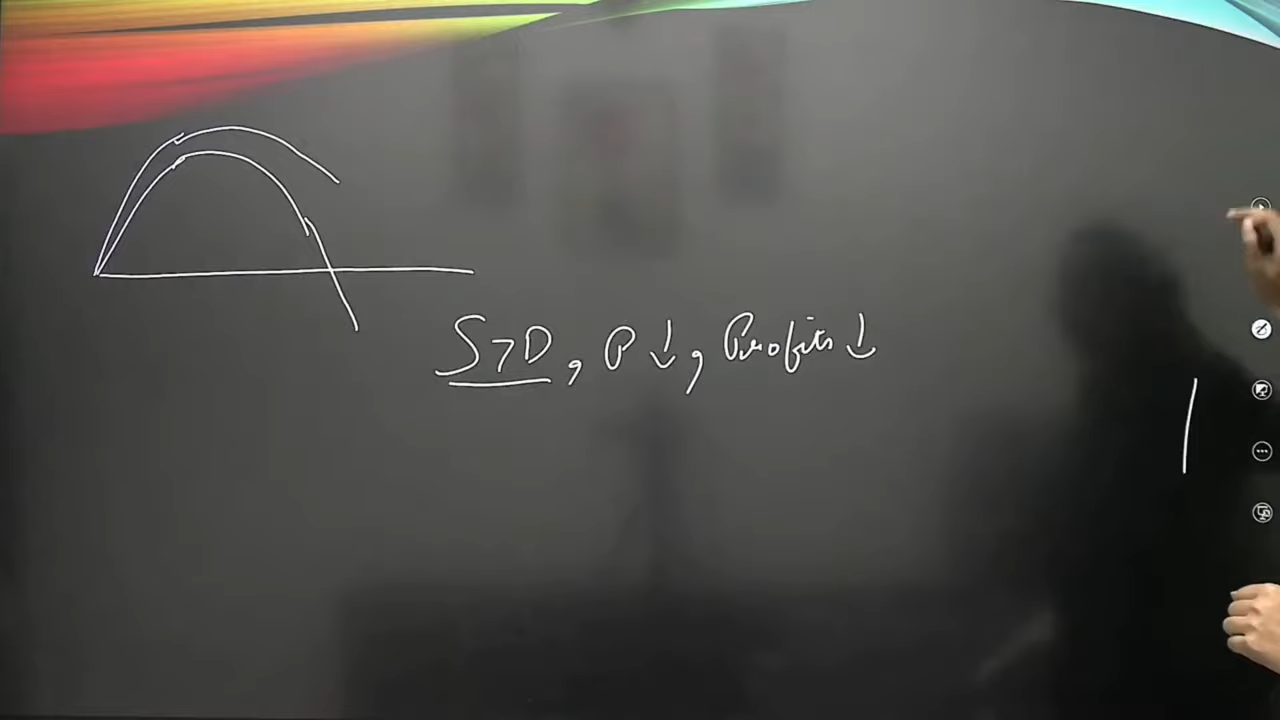 S > D, P ↓, Profits ↓